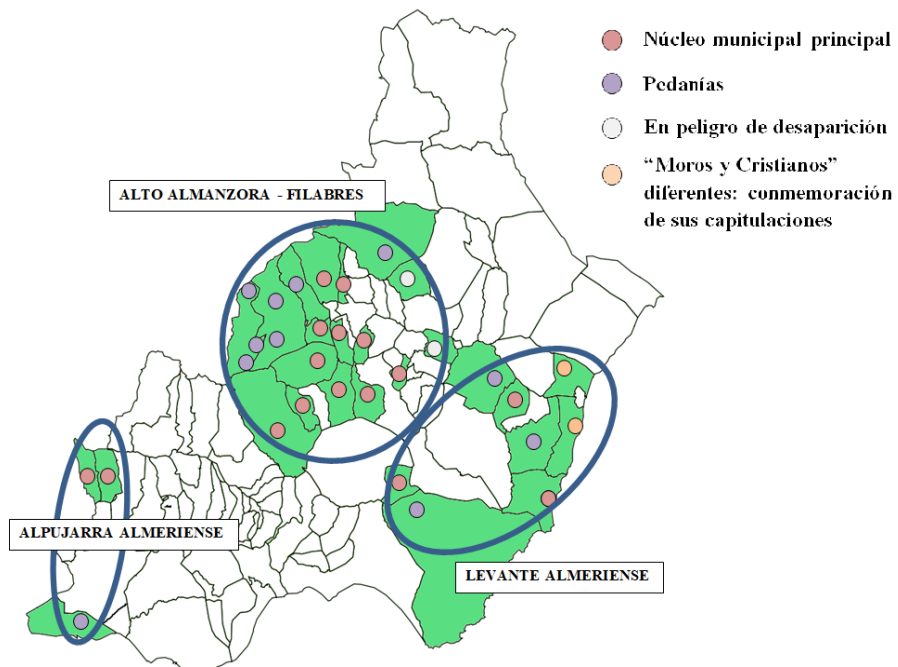 Núcleo municipal principal
Pedanías
En peligro de desaparición
“Moros y Cristianos”
diferentes: conmemoración
de sus capitulaciones
ALTO ALMANZORA - FILABRES
ALPUJARRA ALMERIENSE
LEVANTE ALMERIENSE